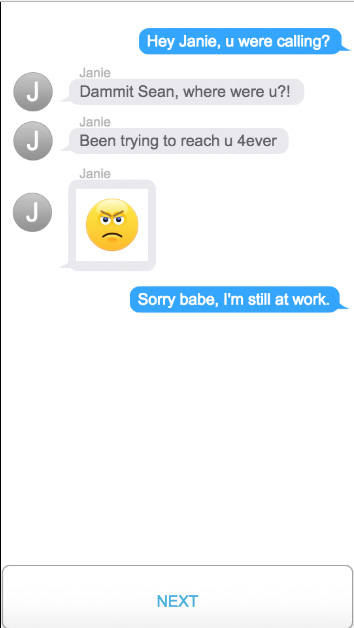 Hey Janie, u were calling?
Janie
J
Dammit Sean, where were u?!
Janie
J
Been trying to reach u 4ever
Janie
J
Sorry babe, I'm still at work.
NEXT